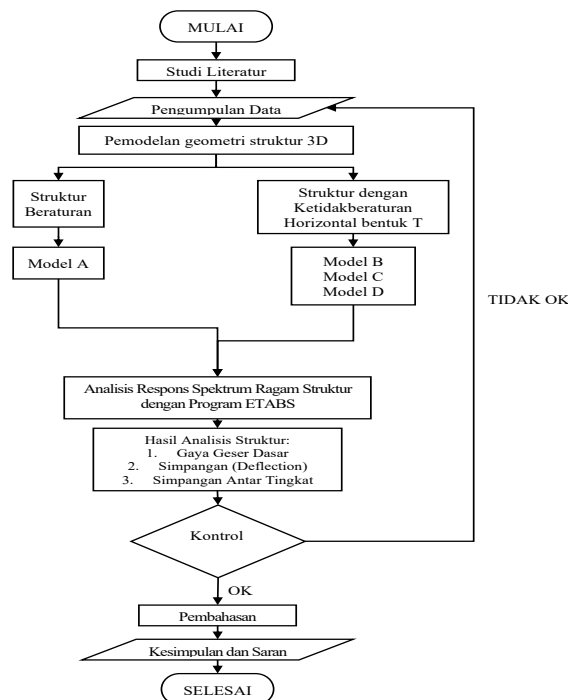 MULAI
Studi Literatur
Pengumpulan Data
Pemodelan geometri struktur 3D
Struktur
Beraturan
Struktur dengan
Ketidakberaturan
Horizontal bentuk T
Model A
Model B
Model C
Model D
TIDAK OK
Analisis Respons Spektrum Ragam Struktur
dengan Program ETABS
Hasil Analisis Struktur:
1. Gaya Geser Dasar
2. Simpangan (Deflection)
3. Simpangan Antar Tingkat
Kontrol
OK
Pembahasan
Kesimpulan dan Saran
SELESAI